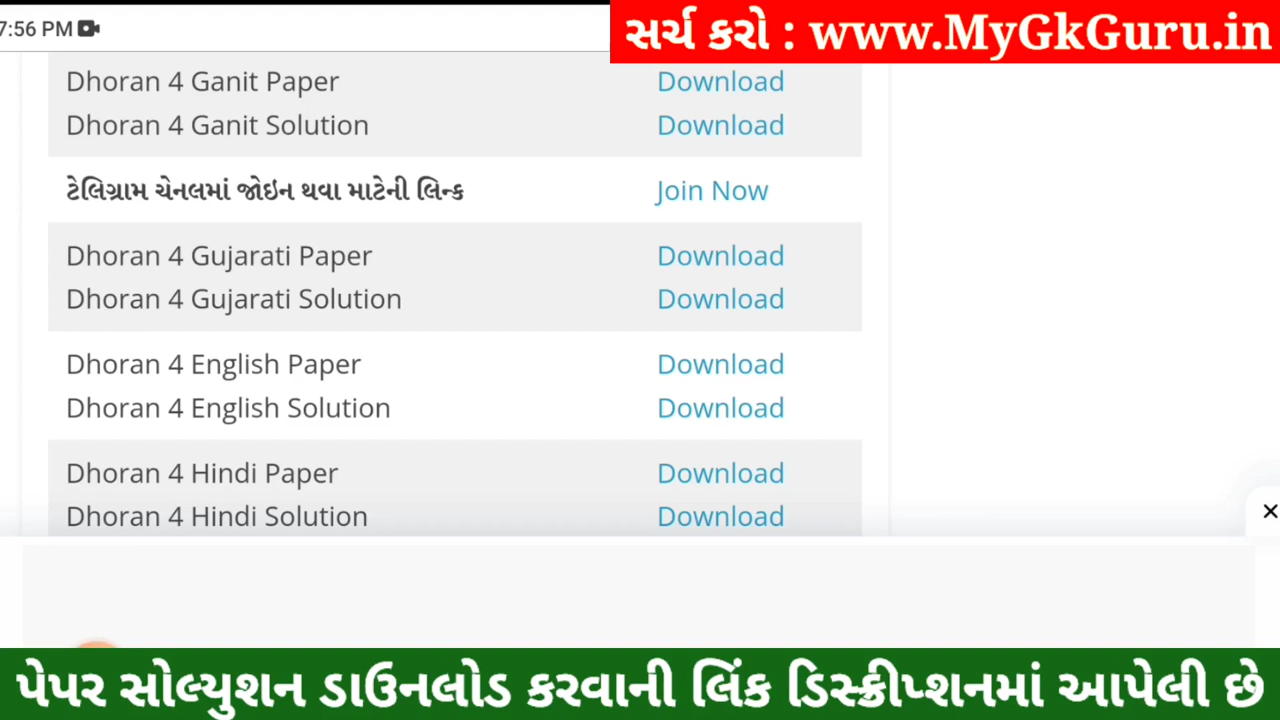 7:56 PM
સર્ચ કરો : www.MyGkGuru.in
Dhoran 4 Ganit Paper Download
Dhoran 4 Ganit Solution Download
ટેલિગ્રામ ચેનલમાં જોઇન થવા માટેની લિન્ક Join Now
Dhoran 4 Gujarati Paper Download
Dhoran 4 Gujarati Solution Download
Dhoran 4 English Paper Download
Dhoran 4 English Solution Download
Dhoran 4 Hindi Paper Download
Dhoran 4 Hindi Solution Download
પેપર સોલ્યુશન ડાઉનલોડ કરવાની લિંક ડિસ્ક્રીપ્શનમાં આપેલી છે